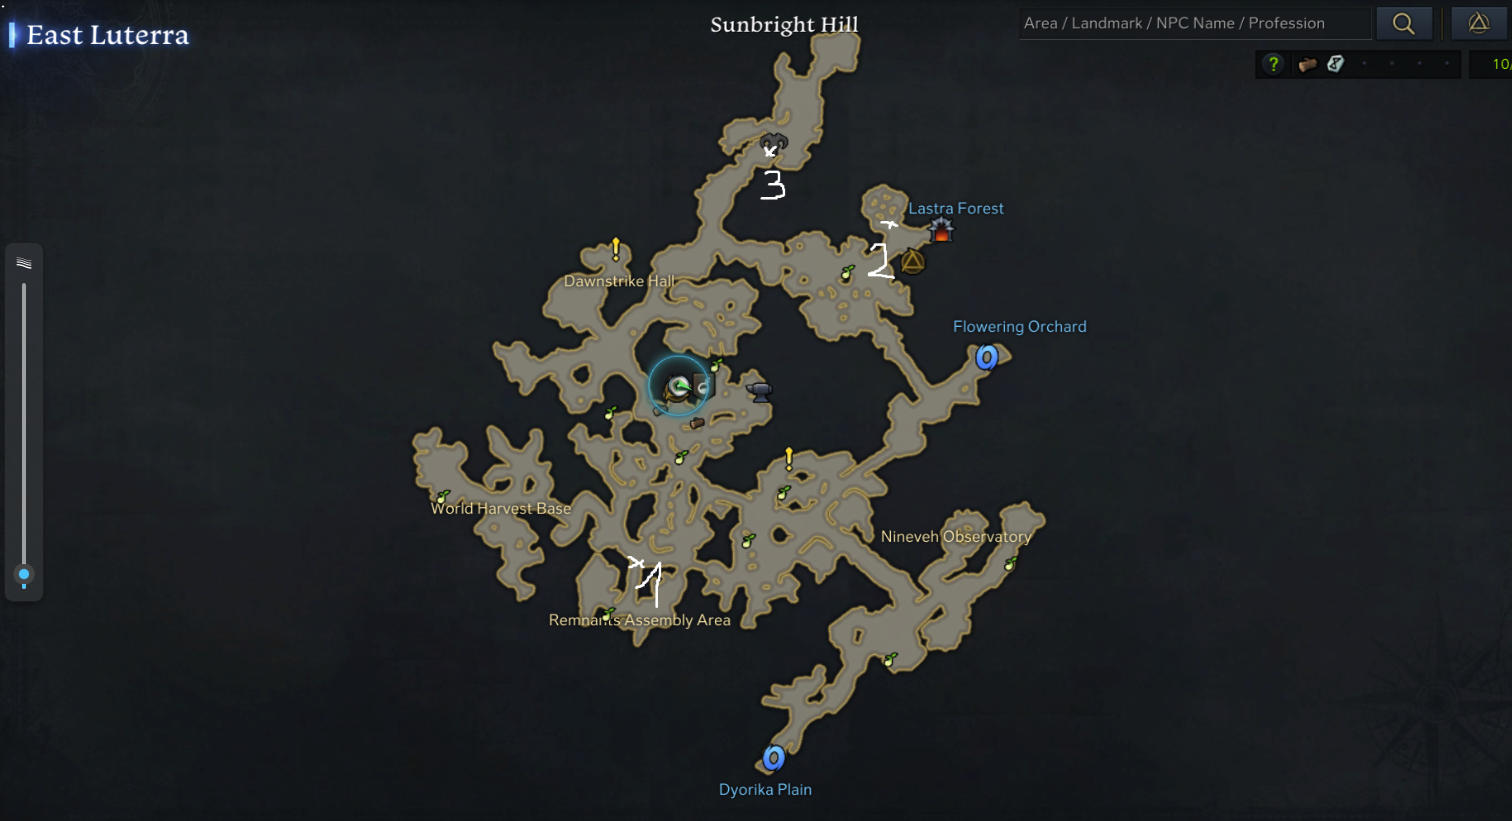 East Luterra
Sunbright Hill
Area / Landmark / NPC Name / Profession
?
10
3
Lastra Forest
2
Dawnstrike Hall
Flowering Orchard
World Harvest Base
Nineveh Observatory
1
Remnants Assembly Area
Dyorika Plain